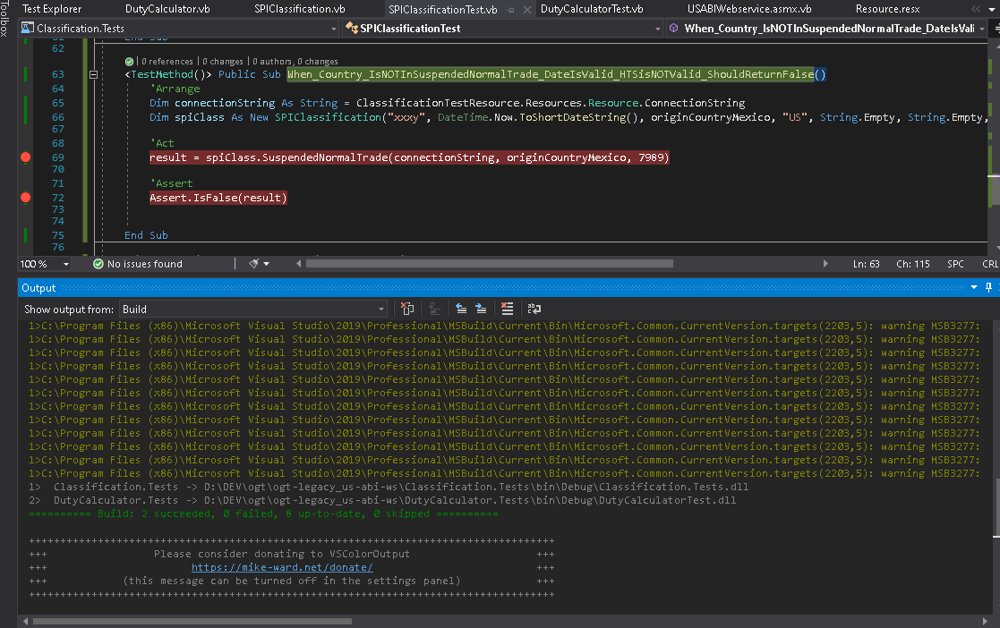 Toolbox
Test Explorer DutyCalculator.vb SPIClassification.vb SPIClassificationTest.vb DutyCalculatorTest.vb USABIWebservice.asmx.vb Resource.resx
Classification.Tests SPIClassificationTest When_Country_IsNOTInSuspendedNormalTrade_DateIsVali
61 End Sub
62
0 references | 0 changes | 0 authors, 0 changes
63 <TestMethod()> Public Sub When_Country_IsNOTInSuspendedNormalTrade_DateIsValid_HTSisNOTValid_ShouldReturnFalse()
64 'Arrange
65 Dim connectionString As String = ClassificationTestResource.Resources.Resource.ConnectionString
66 Dim spiClass As New SPIClassification("xxxy", DateTime.Now.ToShortDateString(), originCountryMexico, "US", String.Empty, String.Empty,
67
68 'Act
69 result = spiClass.SuspendedNormalTrade(connectionString, originCountryMexico, 7989)
70
71 'Assert
72 Assert.IsFalse(result)
73
74
75 End Sub
76
100 % No issues found Ln: 63 Ch: 115 SPC CRL
Output
Show output from: Build
1>C:\Program Files (x86)\Microsoft Visual Studio\2019\Professional\MSBuild\Current\Bin\Microsoft.Common.CurrentVersion.targets(2203,5): warning MSB3277:
1>C:\Program Files (x86)\Microsoft Visual Studio\2019\Professional\MSBuild\Current\Bin\Microsoft.Common.CurrentVersion.targets(2203,5): warning MSB3277:
1>C:\Program Files (x86)\Microsoft Visual Studio\2019\Professional\MSBuild\Current\Bin\Microsoft.Common.CurrentVersion.targets(2203,5): warning MSB3277:
1>C:\Program Files (x86)\Microsoft Visual Studio\2019\Professional\MSBuild\Current\Bin\Microsoft.Common.CurrentVersion.targets(2203,5): warning MSB3277:
1>C:\Program Files (x86)\Microsoft Visual Studio\2019\Professional\MSBuild\Current\Bin\Microsoft.Common.CurrentVersion.targets(2203,5): warning MSB3277:
1>C:\Program Files (x86)\Microsoft Visual Studio\2019\Professional\MSBuild\Current\Bin\Microsoft.Common.CurrentVersion.targets(2203,5): warning MSB3277:
1>C:\Program Files (x86)\Microsoft Visual Studio\2019\Professional\MSBuild\Current\Bin\Microsoft.Common.CurrentVersion.targets(2203,5): warning MSB3277:
1>C:\Program Files (x86)\Microsoft Visual Studio\2019\Professional\MSBuild\Current\Bin\Microsoft.Common.CurrentVersion.targets(2203,5): warning MSB3277:
1>C:\Program Files (x86)\Microsoft Visual Studio\2019\Professional\MSBuild\Current\Bin\Microsoft.Common.CurrentVersion.targets(2203,5): warning MSB3277:
1>C:\Program Files (x86)\Microsoft Visual Studio\2019\Professional\MSBuild\Current\Bin\Microsoft.Common.CurrentVersion.targets(2203,5): warning MSB3277:
1>C:\Program Files (x86)\Microsoft Visual Studio\2019\Professional\MSBuild\Current\Bin\Microsoft.Common.CurrentVersion.targets(2203,5): warning MSB3277:
1>C:\Program Files (x86)\Microsoft Visual Studio\2019\Professional\MSBuild\Current\Bin\Microsoft.Common.CurrentVersion.targets(2203,5): warning MSB3277:
1> Classification.Tests -> D:\DEV\ogt\ogt-legacy_us-abi-ws\Classification.Tests\bin\Debug\Classification.Tests.dll
2> DutyCalculator.Tests -> D:\DEV\ogt\ogt-legacy_us-abi-ws\DutyCalculator.Tests\bin\Debug\DutyCalculatorTest.dll
========== Build: 2 succeeded, 0 failed, 8 up-to-date, 0 skipped ==========
++++++++++++++++++++++++++++++++++++++++++++++++++++++++++++++++++++++++++++++++++++
+++ Please consider donating to VSColorOutput +++
+++ https://mike-ward.net/donate/ +++
+++ (this message can be turned off in the settings panel) +++
++++++++++++++++++++++++++++++++++++++++++++++++++++++++++++++++++++++++++++++++++++